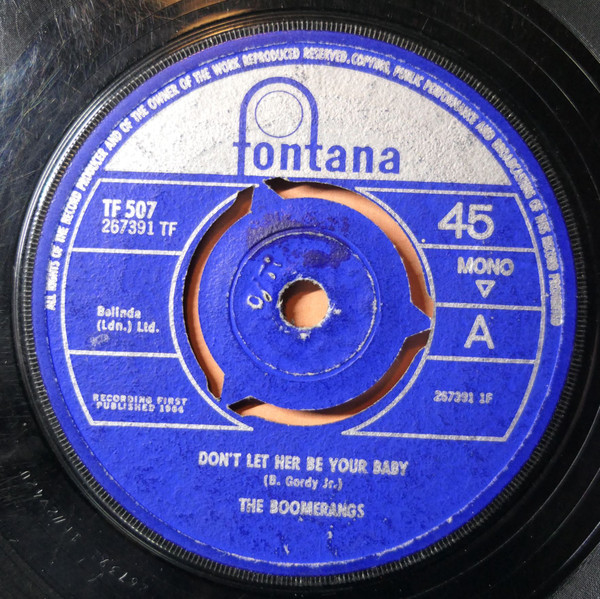 ALL RIGHTS OF THE RECORD PRODUCER AND OF THE OWNER OF THE WORK REPRODUCED RESERVED. COPYING, PUBLIC PERFORMANCE AND BROADCASTING OF THIS RECORD PROHIBITED
fontana
TF 507
267391 TF
45
MONO
A
Belinda
(Ldn.) Ltd.
RECORDING FIRST
PUBLISHED 1964
267391 1F
DON'T LET HER BE YOUR BABY
(B. Gordy Jr.)
THE BOOMERANGS